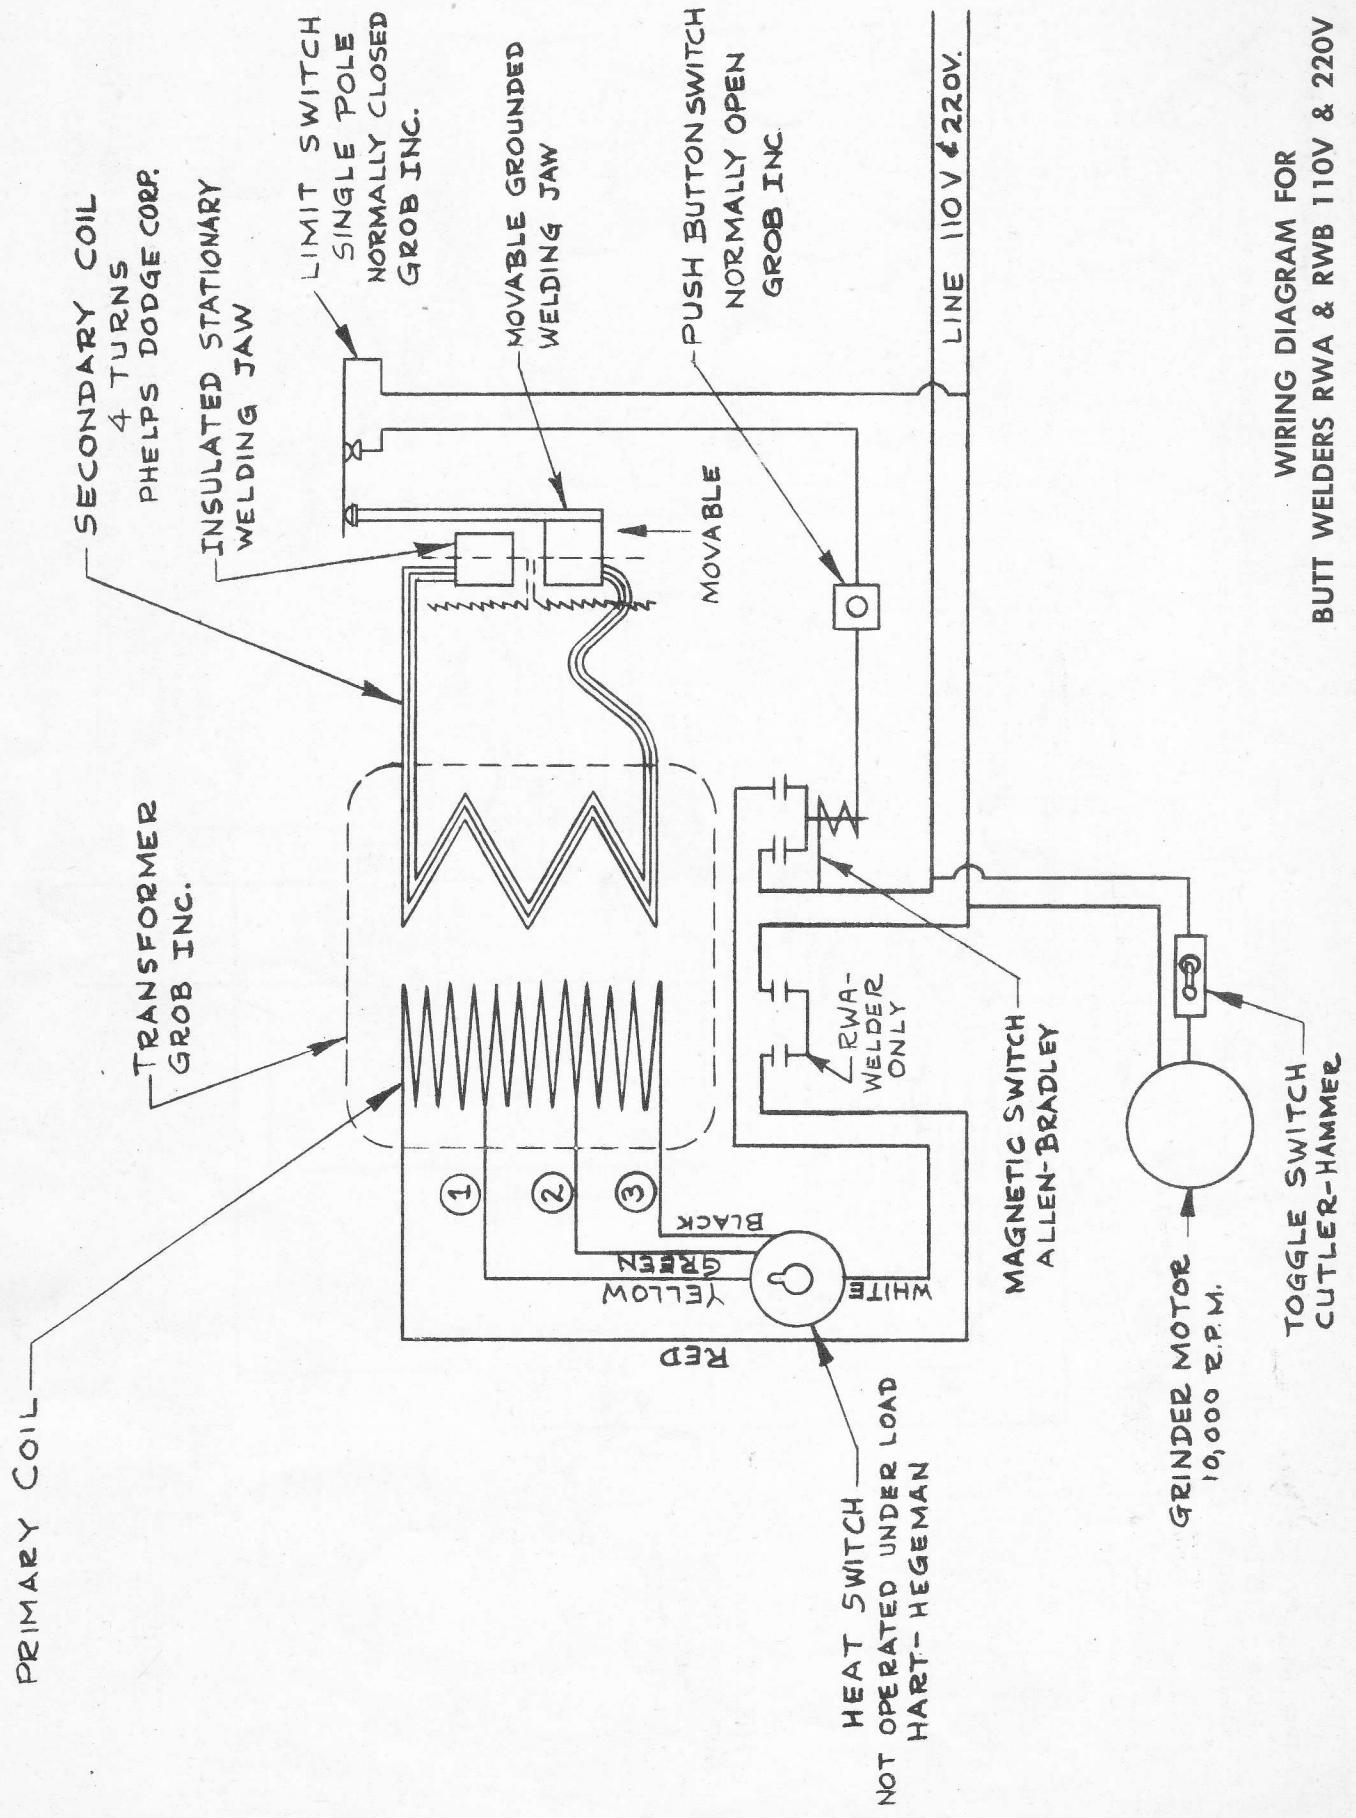 PRIMARY COIL
TRANSFORMER
GROB INC.
SECONDARY COIL
4 TURNS
PHELPS DODGE CORP.
INSULATED STATIONARY
WELDING JAW
LIMIT SWITCH
SINGLE POLE
NORMALLY CLOSED
GROB INC.
MOVABLE GROUNDED
WELDING JAW
MOVABLE
PUSH BUTTON SWITCH
NORMALLY OPEN
GROB INC.
LINE 110V & 220V.
1
2
3
BLACK
GREEN
YELLOW
WHITE
RED
RWA-
WELDER
ONLY
HEAT SWITCH
NOT OPERATED UNDER LOAD
HART-HEGEMAN
MAGNETIC SWITCH
ALLEN-BRADLEY
GRINDER MOTOR
10,000 R.P.M.
TOGGLE SWITCH
CUTLER-HAMMER
WIRING DIAGRAM FOR
BUTT WELDERS RWA & RWB 110V & 220V